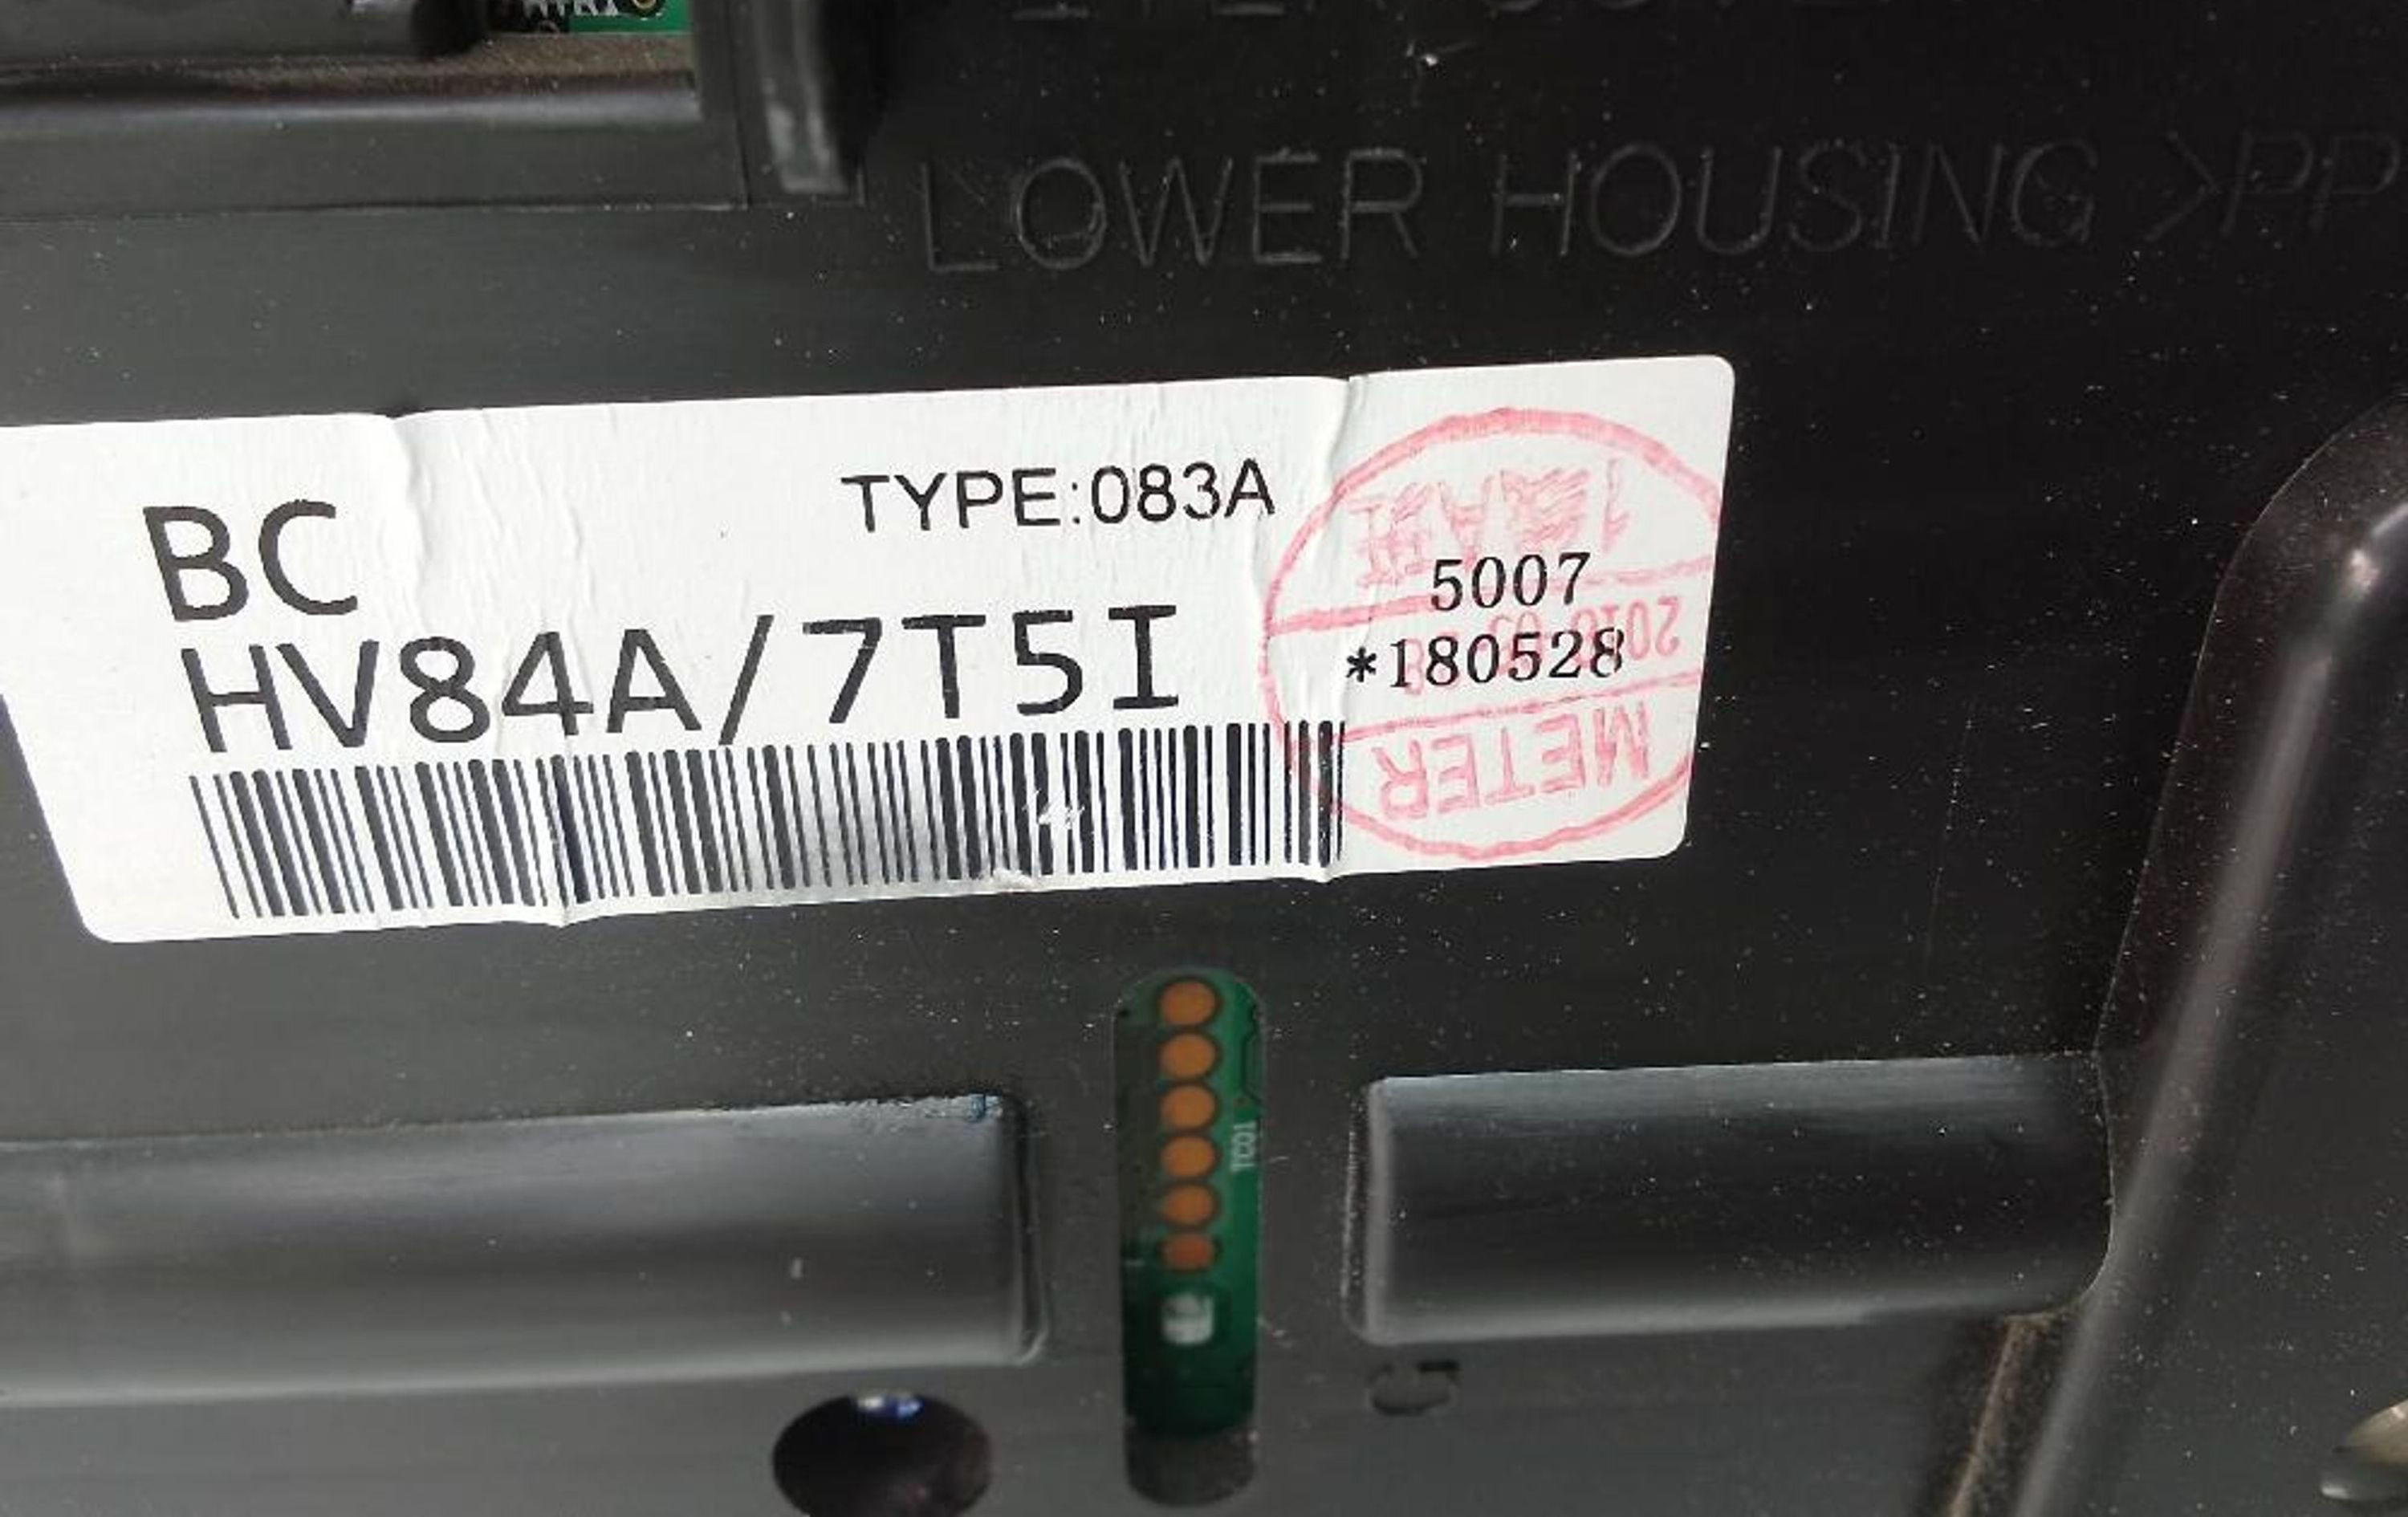 LOWER HOUSING >PP
TYPE:083A
BC
HV84A/7T5I
5007
*180528
METER
TC01